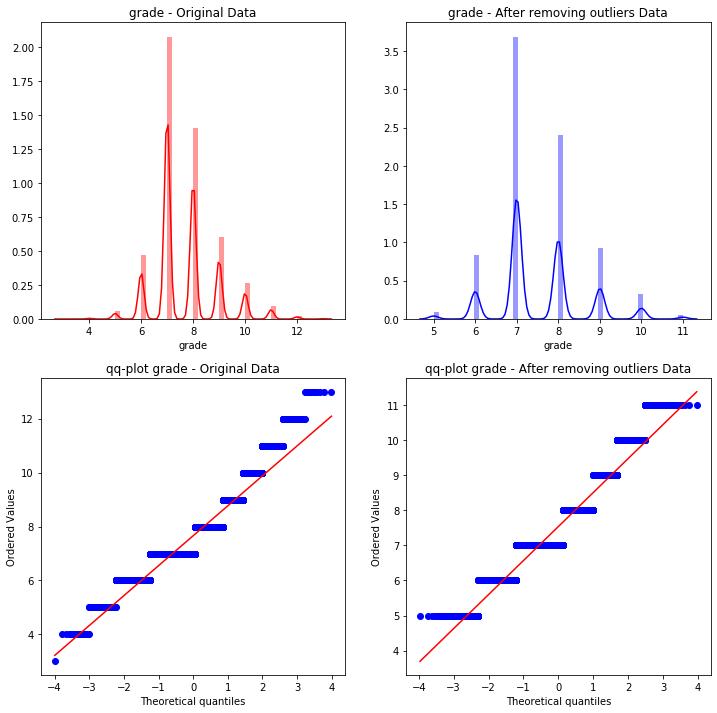 grade - Original Data
2.00
1.75
1.50
1.25
1.00
0.75
0.50
0.25
0.00
4 6 8 10 12
grade
grade - After removing outliers Data
3.5
3.0
2.5
2.0
1.5
1.0
0.5
0.0
5 6 7 8 9 10 11
grade
qq-plot grade - Original Data
Ordered Values
12
10
8
6
4
−4 −3 −2 −1 0 1 2 3 4
Theoretical quantiles
qq-plot grade - After removing outliers Data
Ordered Values
11
10
9
8
7
6
5
4
−4 −3 −2 −1 0 1 2 3 4
Theoretical quantiles